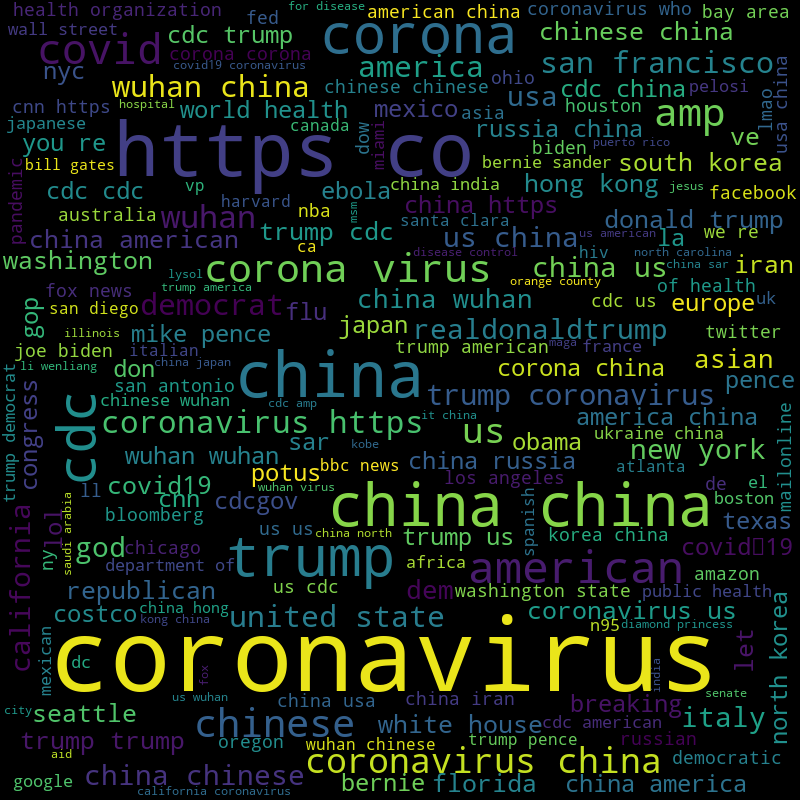 health organization
fed
for disease
american china
coronavirus who
bay area
wall street
covid
cdc trump
corona
chinese china
corona corona
nyc
covid19 coronavirus
america
san francisco
wuhan china
chinese chinese
ohio
cdc china
pelosi
cnn https
hospital
world health
mexico
asia
usa
houston
amp
lmao
usa china
japanese
canada
dow
miami
russia china
puerto rico
you re
https co
biden
ve
bill gates
bernie sander
south korea
pandemic
cdc cdc
vp
ebola
china india
hong kong
jesus
facebook
harvard
australia
wuhan
nba
msm
china https
santa clara
donald trump
we re
china american
ca
trump cdc
us china
us american
la
washington
disease control
hiv
north carolina
corona virus
china us
china sar
iran
lysol
trump america
orange county
of health
fox news
san diego
democrat
flu
china wuhan
cdc us
europe
uk
gop
illinois
mike pence
japan
realdonaldtrump
twitter
joe biden
italian
trump american
maga
france
asian
li wenliang
china japan
don
china
corona china
pence
trump democrat
congress
san antonio
trump coronavirus
chinese wuhan
cdc amp
it china
america china
cdc
coronavirus https
us
ukraine china
sar
kobe
obama
new york
mailonline
wuhan wuhan
bbc news
china russia
atlanta
potus
los angeles
wuhan virus
ll
covid19
cnn
cdcgov
china china
de
el
boston
saudi arabia
bloomberg
spanish
texas
california
lol
us us
china north
trump us
korea china
covid 19
ny
god
chicago
trump
africa
american
amazon
department of
republican
us cdc
dem
washington state
public health
costco
china hong
kong china
united state
coronavirus us
n95
diamond princess
let
north korea
mexican
dc
coronavirus
fox
india
us wuhan
senate
city
seattle
chinese
china usa
china iran
breaking
white house
cdc american
italy
trump trump
oregon
wuhan chinese
trump pence
russian
aid
coronavirus china
democratic
google
china chinese
california coronavirus
bernie
florida
china america